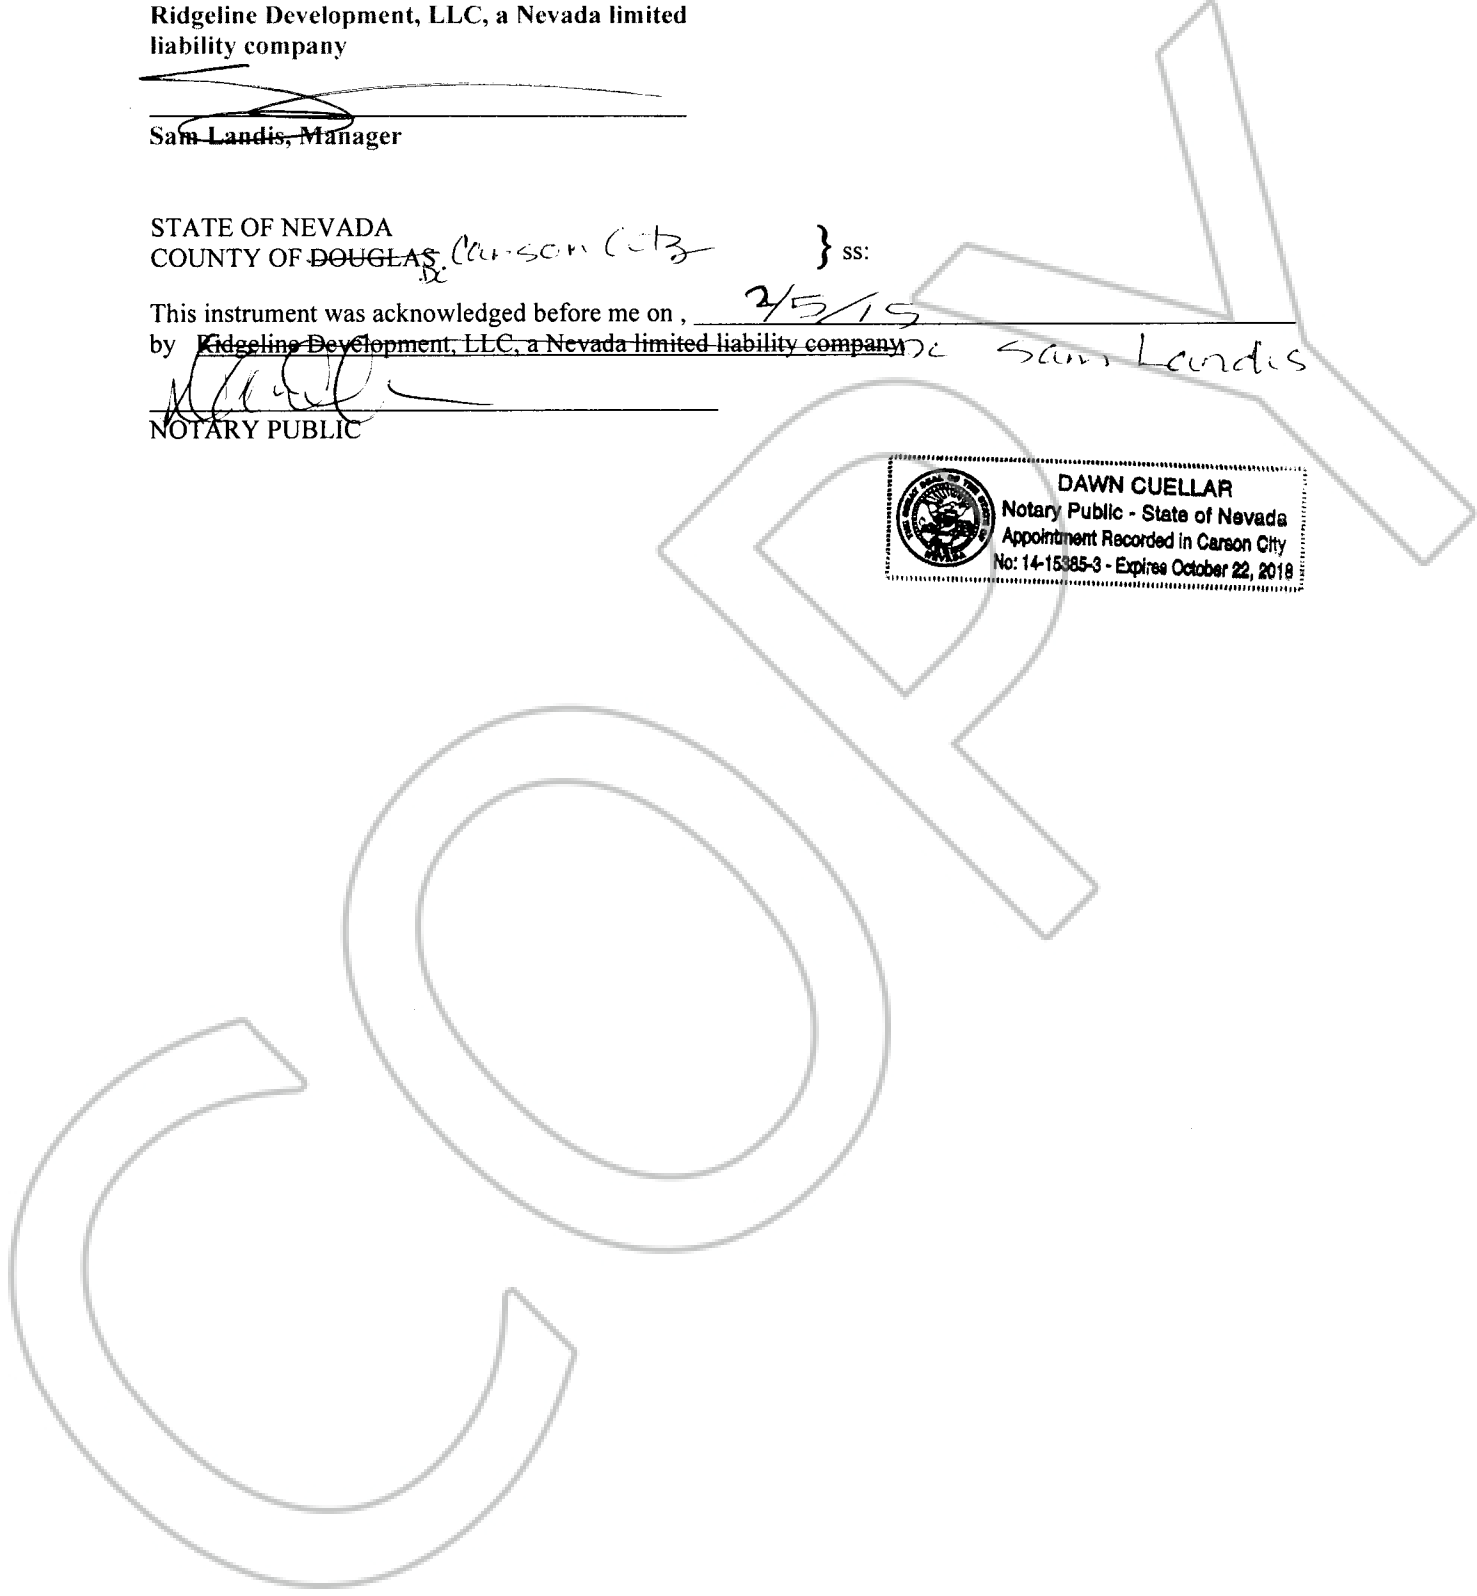 Ridgeline Development, LLC, a Nevada limited
liability company
Sam Landis, Manager
STATE OF NEVADA
COUNTY OF DOUGLAS Carson City } ss:
DC
This instrument was acknowledged before me on , 2/5/15
by Ridgeline Development, LLC, a Nevada limited liability company DC Sam Landis
NOTARY PUBLIC
DAWN CUELLAR
Notary Public - State of Nevada
Appointment Recorded in Carson City
No: 14-15385-3 - Expires October 22, 2018
COPY